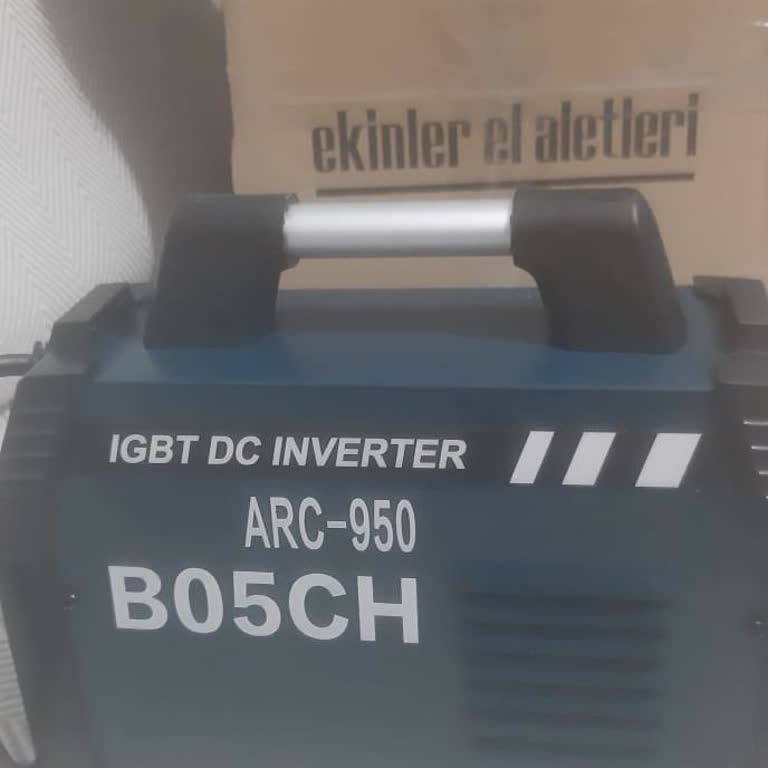 ekinler el aletleri
IGBT DC INVERTER
ARC-950
B05CH